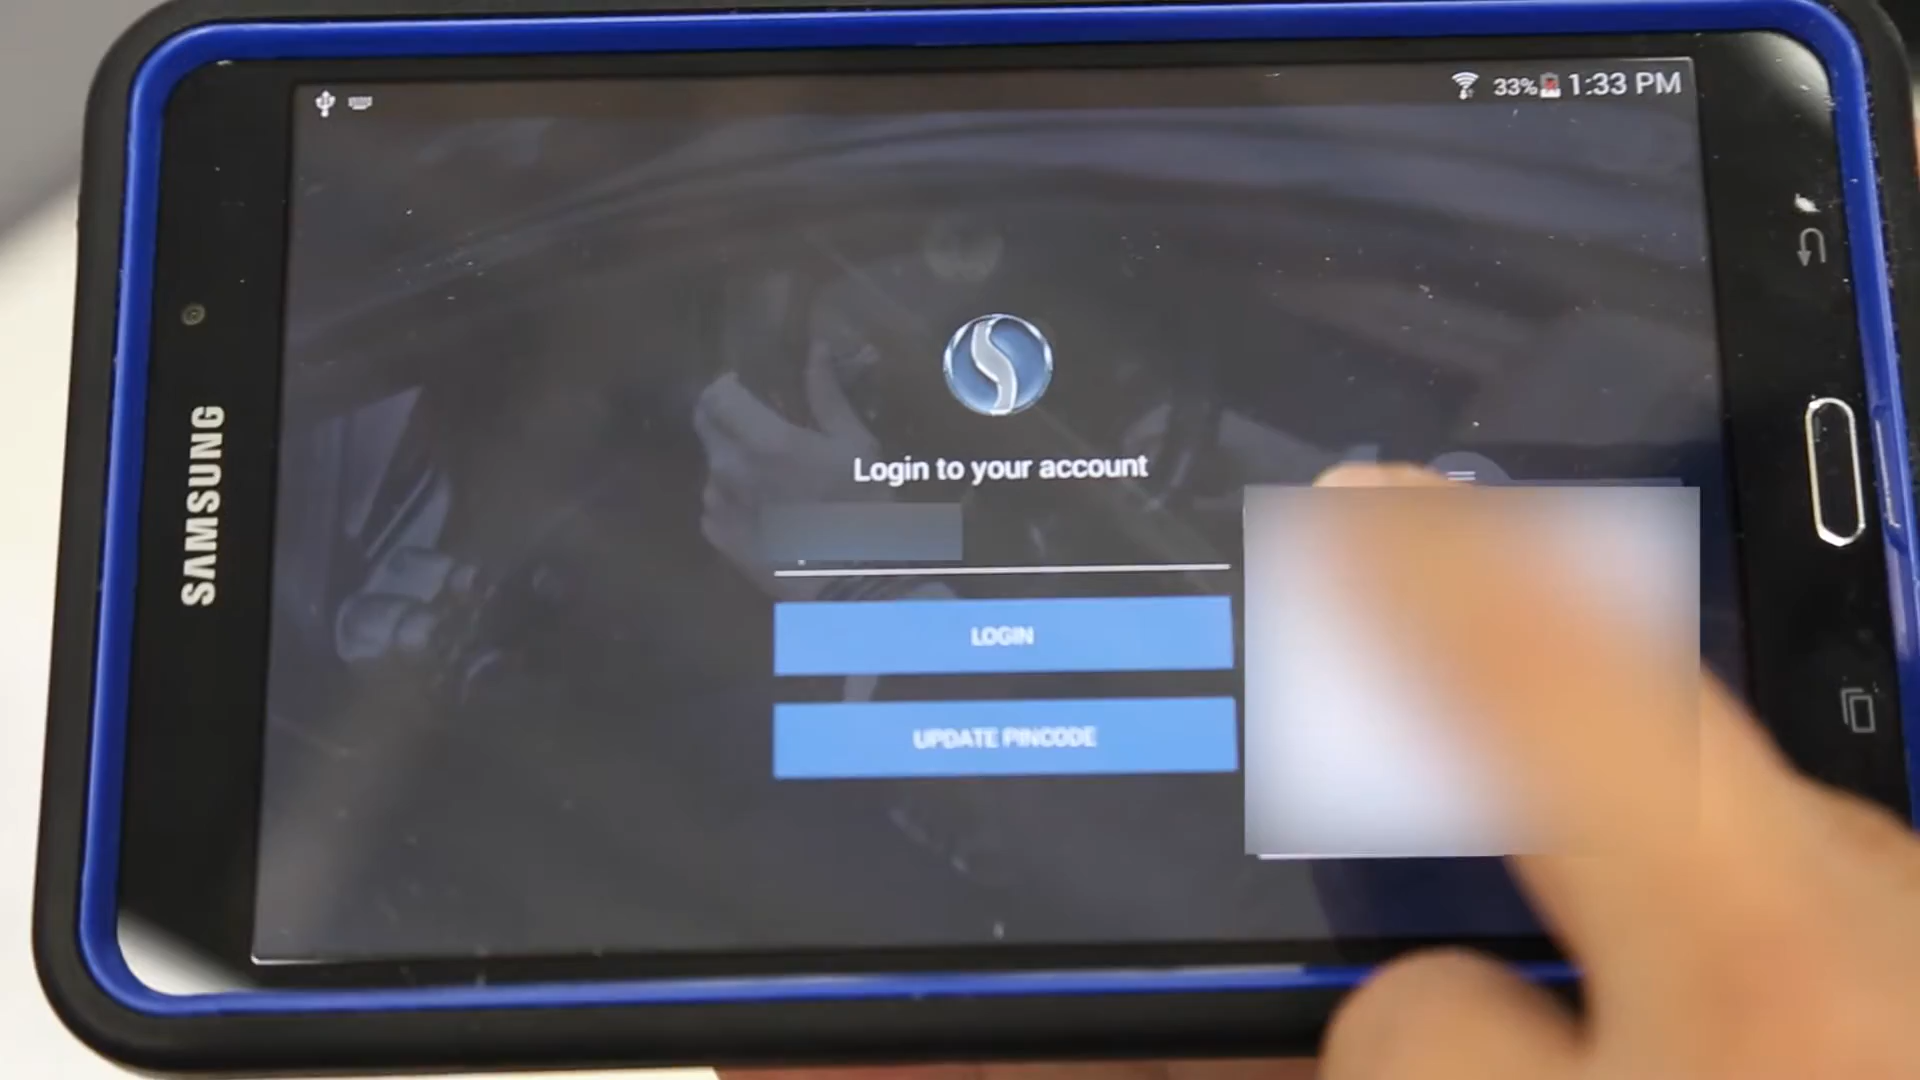 33% 1:33 PM
SAMSUNG
Login to your account
LOGIN
UPDATE PINCODE